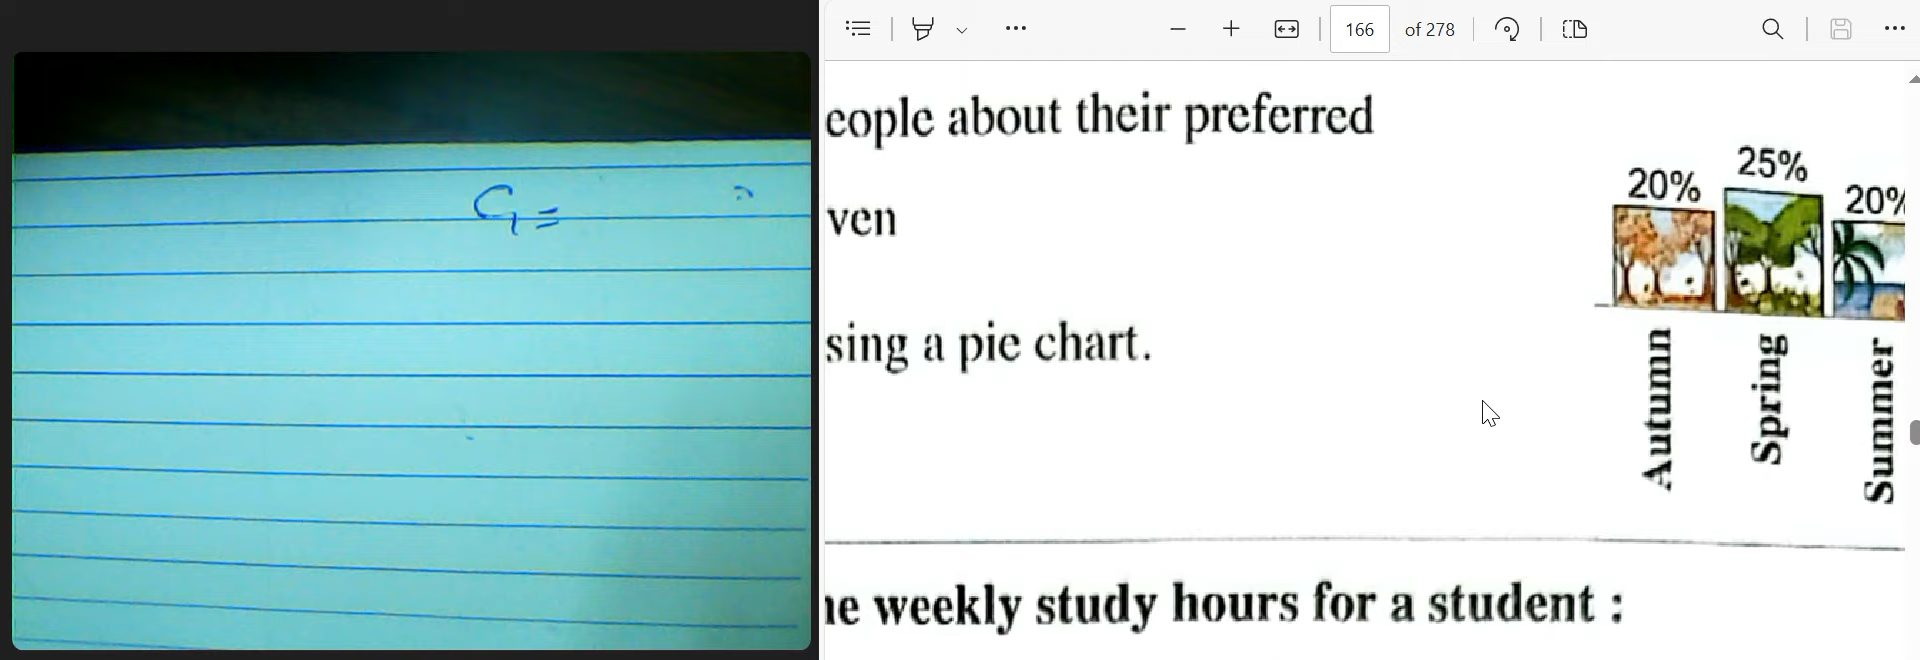 166 of 278
eople about their preferred
ven
sing a pie chart.
20%
25%
20%
Autumn
Spring
Summer
he weekly study hours for a student :